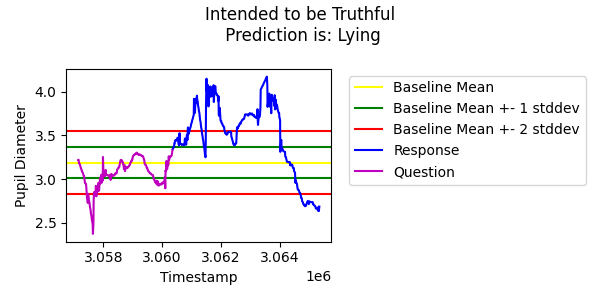 Intended to be Truthful
Prediction is: Lying
Pupil Diameter
4.0
3.5
3.0
2.5
3.058
3.060
3.062
3.064
1e6
Timestamp
Baseline Mean
Baseline Mean +- 1 stddev
Baseline Mean +- 2 stddev
Response
Question